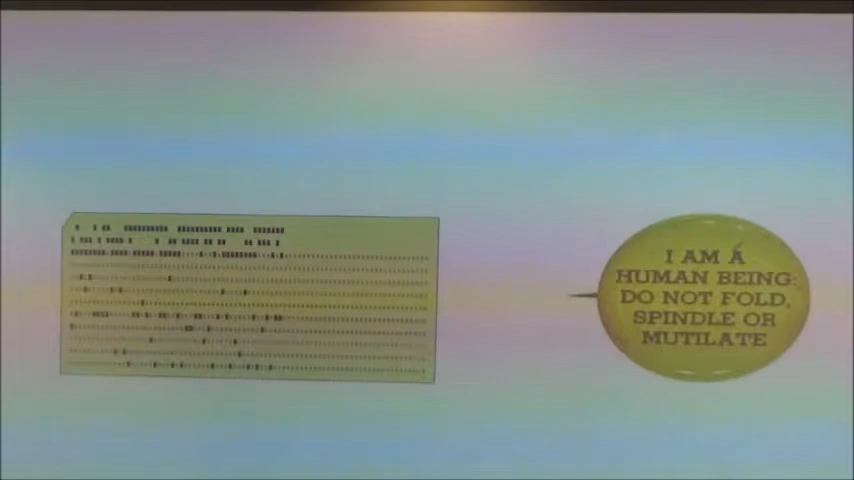 I AM A
HUMAN BEING:
DO NOT FOLD,
SPINDLE OR
MUTILATE